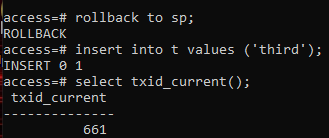 access=# rollback to sp;
ROLLBACK
access=# insert into t values ('third');
INSERT 0 1
access=# select txid_current();
 txid_current
--------------
          661